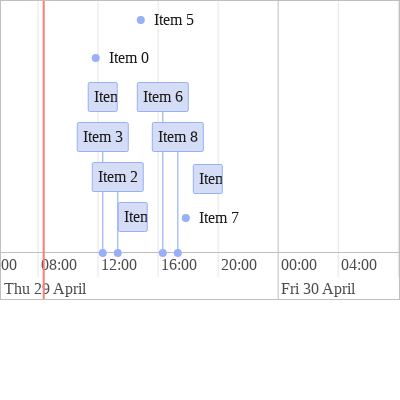 Item 5
Item 0
Item 6
Item 3
Item 8
Item 2
Item 7
00
08:00
12:00
16:00
20:00
00:00
04:00
Thu 29 April
Fri 30 April